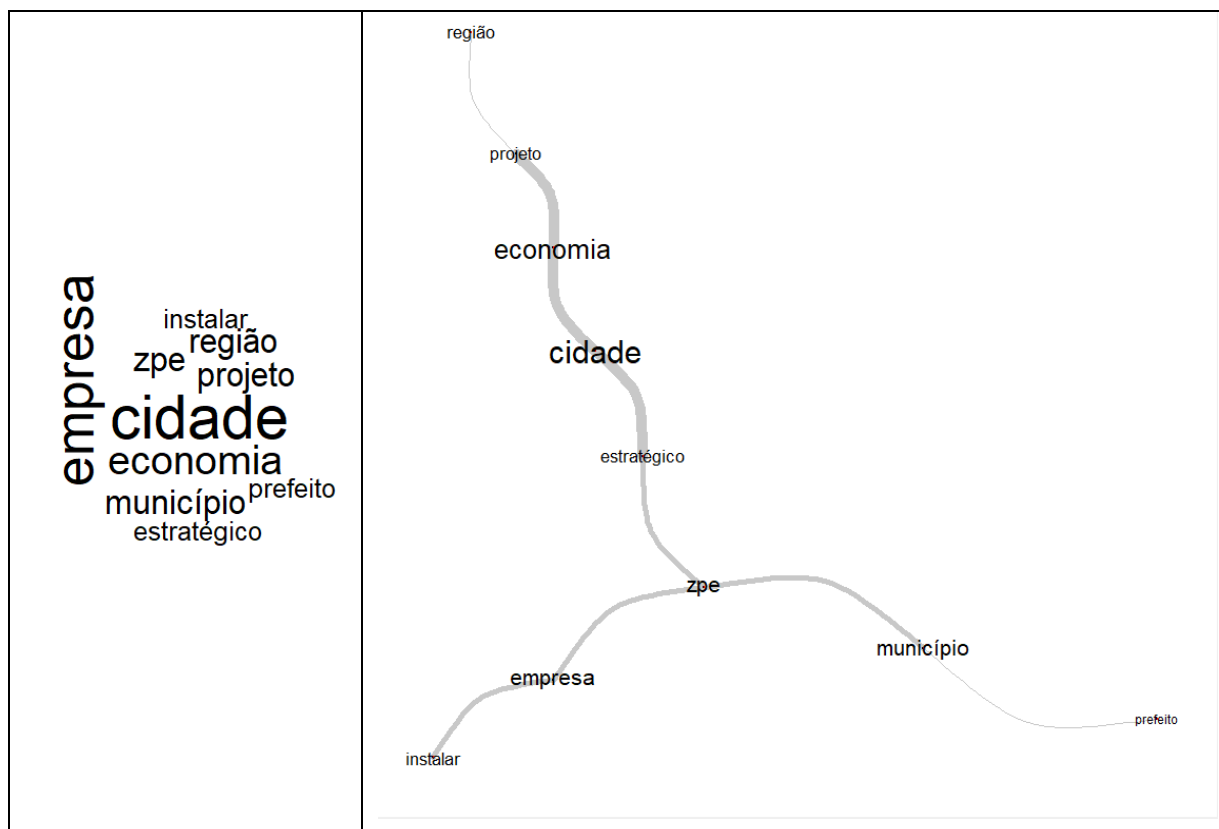 empresa
instalar
região
zpe
projeto
cidade
economia
prefeito
município
estratégico
região
projeto
economia
cidade
estratégico
zpe
município
empresa
prefeito
instalar